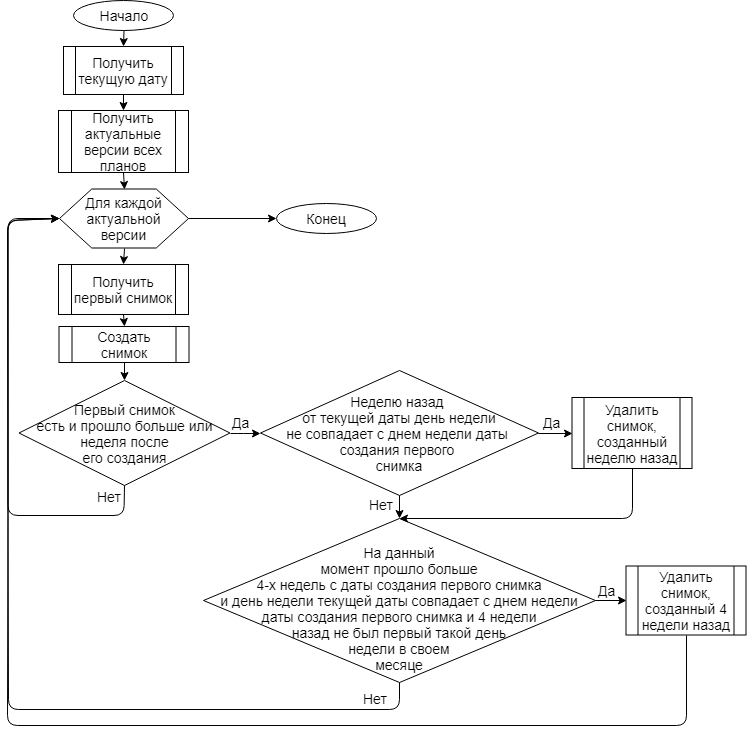 Начало
Получить
текущую дату
Получить
актуальные
версии всех
планов
Для каждой
актуальной
версии
Конец
Получить
первый снимок
Создать
снимок
Первый снимок
есть и прошло больше или
неделя после
его создания
Да
Нет
Неделю назад
от текущей даты день недели
не совпадает с днем недели даты
создания первого
снимка
Да
Нет
Удалить
снимок,
созданный
неделю назад
На данный
момент прошло больше
4-х недель с даты создания первого снимка
и день недели текущей даты совпадает с днем недели
даты создания первого снимка и 4 недели
назад не был первый такой день
недели в своем
месяце
Да
Нет
Удалить
снимок,
созданный 4
недели назад